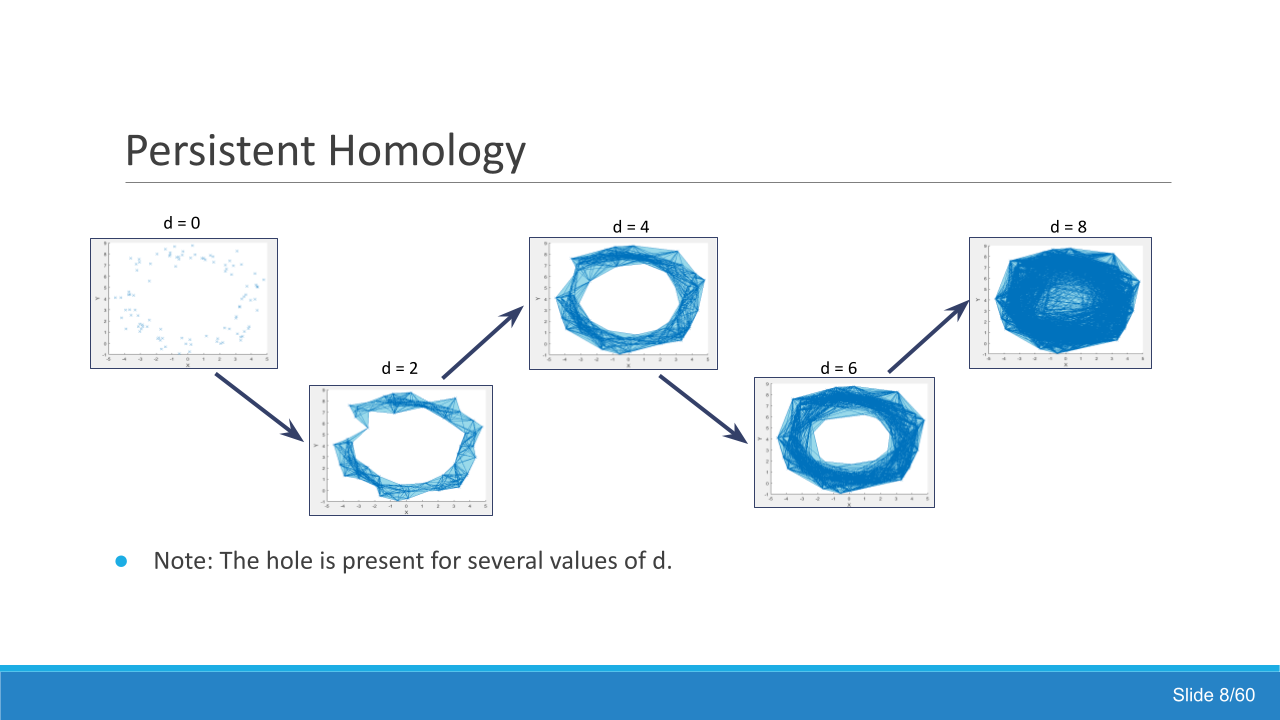 Persistent Homology
d = 0
d = 2
d = 4
d = 6
d = 8
● Note: The hole is present for several values of d.
Slide 8/60